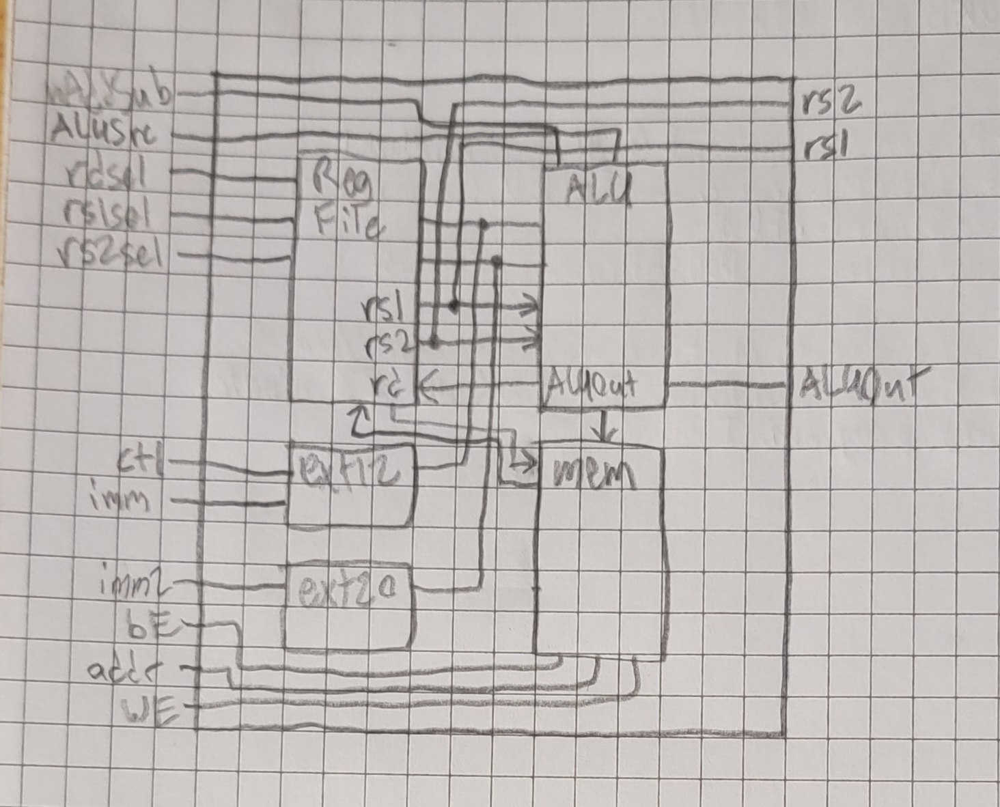 nALUSub
rs2
ALUSrc
rs1
rdsel
Reg
ALU
rs1sel
File
rs2sel
rs1
rs2
rd
ALUOut
ALUOut
ctl
ext12
mem
imm
imm2
ext20
bE
addr
WE